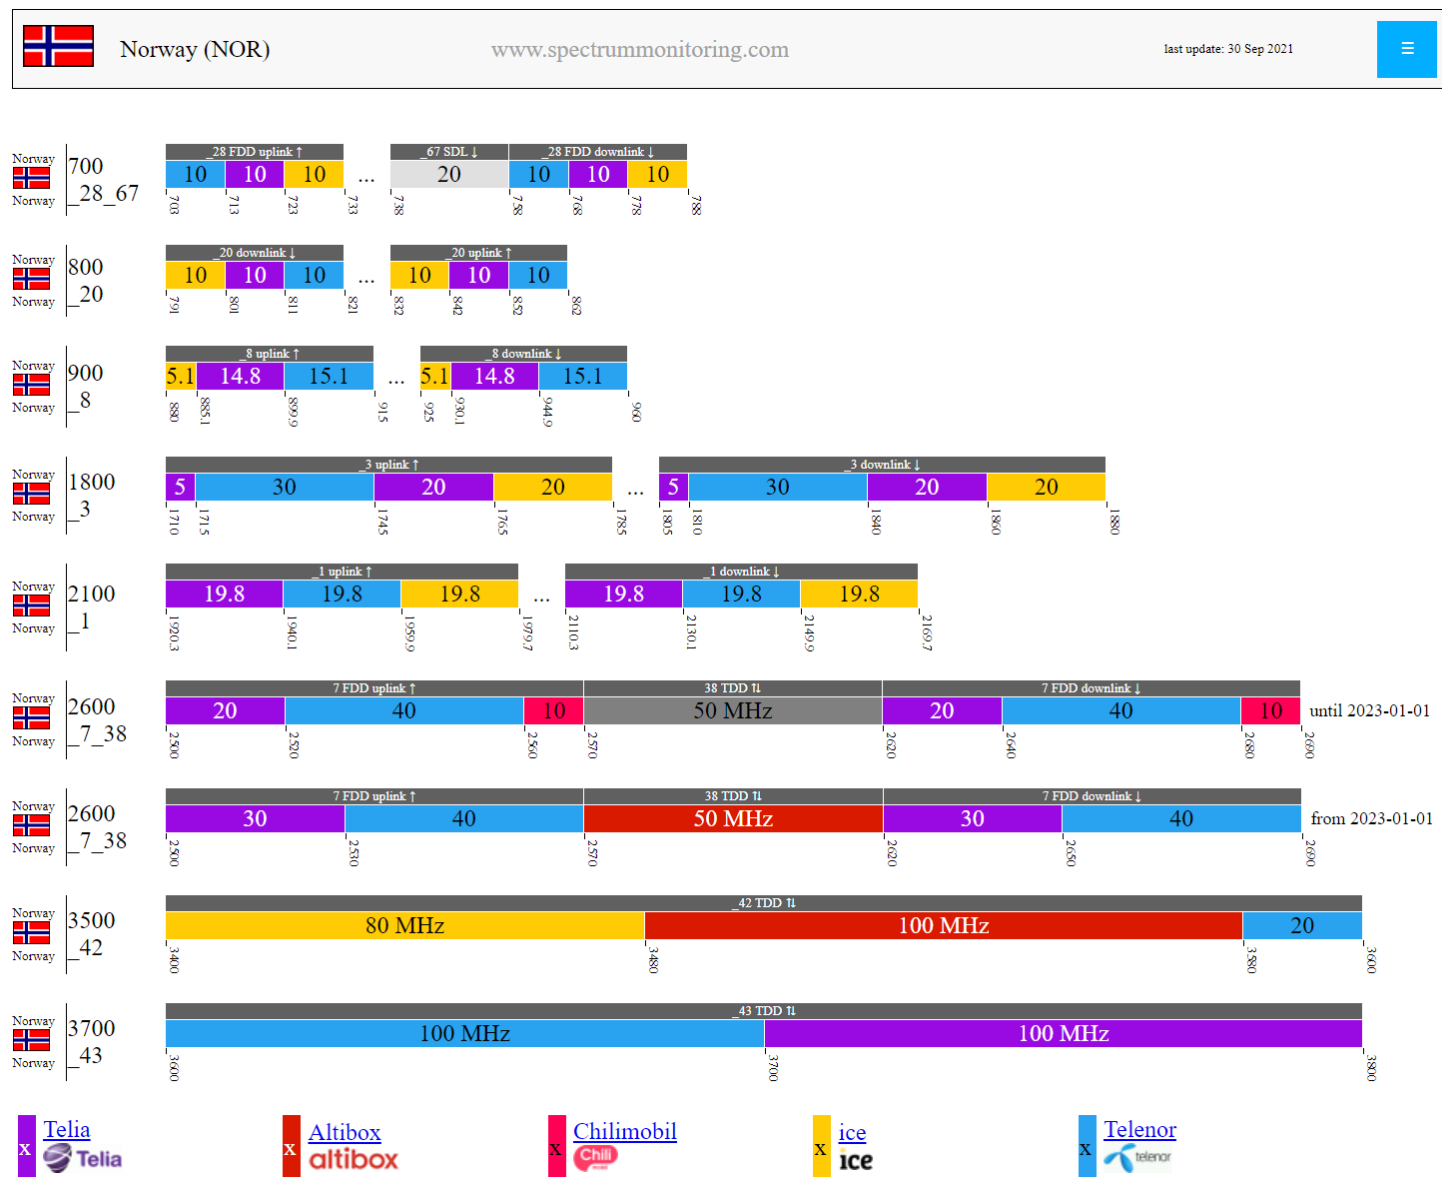 Norway (NOR) www.spectrummonitoring.com last update: 30 Sep 2021 ☰
_28 FDD uplink ↑ _67 SDL ↓ _28 FDD downlink ↓
Norway 700 10 10 10 ... 20 10 10 10
Norway _28_67 703 713 723 733 738 758 768 778 788
_20 downlink ↓ _20 uplink ↑
Norway 800 10 10 10 ... 10 10 10
Norway _20 791 801 811 821 832 842 852 862
_8 uplink ↑ _8 downlink ↓
Norway 900 5.1 14.8 15.1 ... 5.1 14.8 15.1
Norway _8 880 885.1 899.9 915 925 930.1 944.9 960
_3 uplink ↑ _3 downlink ↓
Norway 1800 5 30 20 20 ... 5 30 20 20
Norway _3 1710 1715 1745 1765 1785 1805 1810 1840 1860 1880
_1 uplink ↑ _1 downlink ↓
Norway 2100 19.8 19.8 19.8 ... 19.8 19.8 19.8
Norway _1 1920.3 1940.1 1959.9 1979.7 2110.3 2130.1 2149.9 2169.7
7 FDD uplink ↑ 38 TDD ↑↓ 7 FDD downlink ↓
Norway 2600 20 40 10 50 MHz 20 40 10 until 2023-01-01
Norway _7_38 2500 2520 2560 2570 2620 2640 2680 2690
7 FDD uplink ↑ 38 TDD ↑↓ 7 FDD downlink ↓
Norway 2600 30 40 50 MHz 30 40 from 2023-01-01
Norway _7_38 2500 2530 2570 2620 2650 2690
_42 TDD ↑↓
Norway 3500 80 MHz 100 MHz 20
Norway _42 3400 3480 3580 3600
_43 TDD ↑↓
Norway 3700 100 MHz 100 MHz
Norway _43 3600 3700 3800
x Telia x Altibox x Chilimobil x ice x Telenor
Telia altibox Chili ice telenor